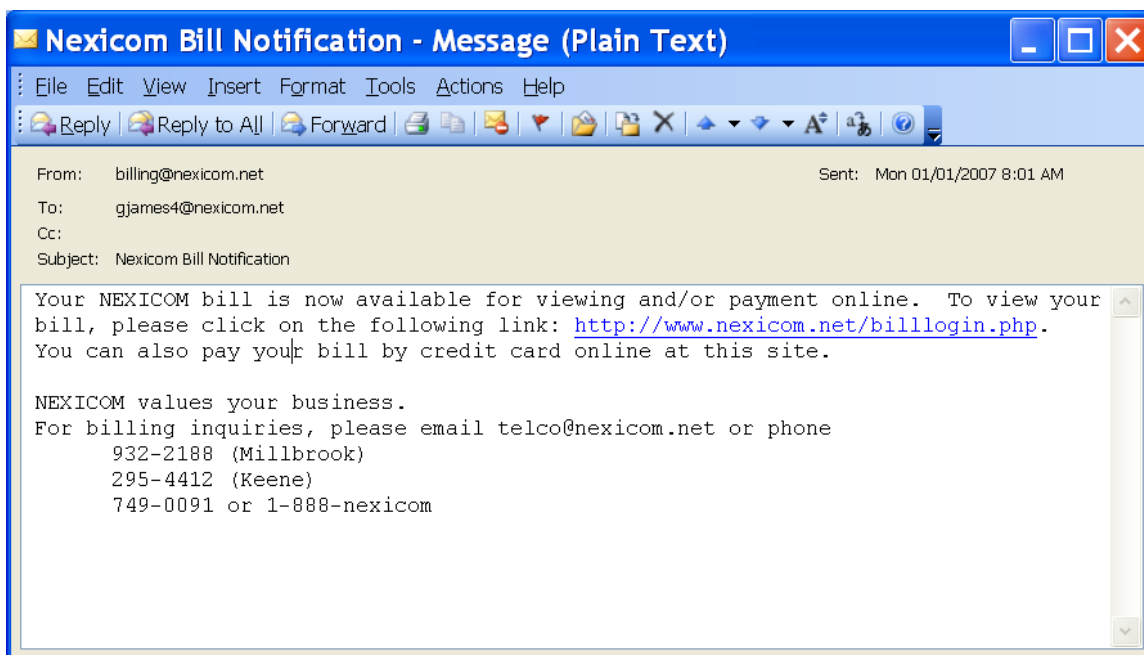 Nexicom Bill Notification - Message (Plain Text)
File Edit View Insert Format Tools Actions Help
Reply Reply to All Forward
From: billing@nexicom.net Sent: Mon 01/01/2007 8:01 AM
To: gjames4@nexicom.net
Cc:
Subject: Nexicom Bill Notification
Your NEXICOM bill is now available for viewing and/or payment online. To view your
bill, please click on the following link: http://www.nexicom.net/billlogin.php.
You can also pay your bill by credit card online at this site.
NEXICOM values your business.
For billing inquiries, please email telco@nexicom.net or phone
932-2188 (Millbrook)
295-4412 (Keene)
749-0091 or 1-888-nexicom